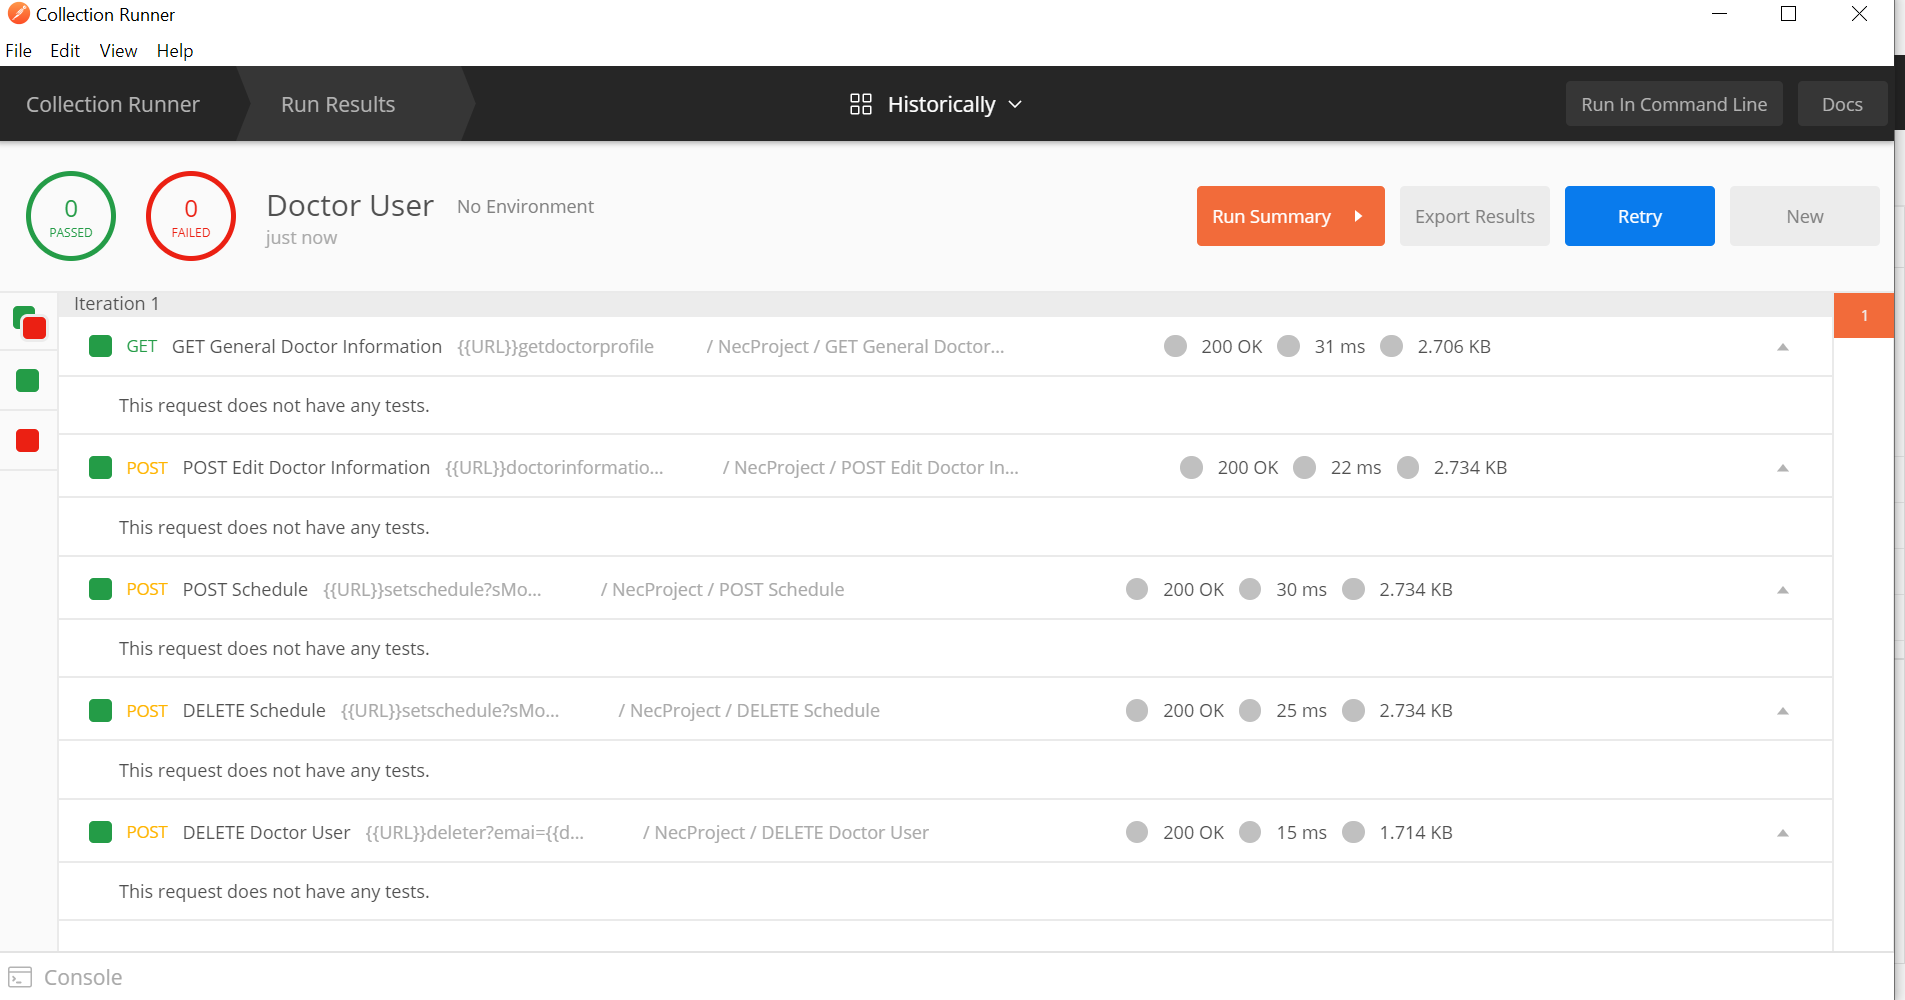 Collection Runner
File Edit View Help
Collection Runner Run Results Historically Run In Command Line Docs
0 PASSED
0 FAILED
Doctor User No Environment
just now
Run Summary Export Results Retry New
Iteration 1
1
GET GET General Doctor Information {{URL}}getdoctorprofile / NecProject / GET General Doctor... 200 OK 31 ms 2.706 KB
This request does not have any tests.
POST POST Edit Doctor Information {{URL}}doctorinformatio... / NecProject / POST Edit Doctor In... 200 OK 22 ms 2.734 KB
This request does not have any tests.
POST POST Schedule {{URL}}setschedule?sMo... / NecProject / POST Schedule 200 OK 30 ms 2.734 KB
This request does not have any tests.
POST DELETE Schedule {{URL}}setschedule?sMo... / NecProject / DELETE Schedule 200 OK 25 ms 2.734 KB
This request does not have any tests.
POST DELETE Doctor User {{URL}}deleter?emai={{d... / NecProject / DELETE Doctor User 200 OK 15 ms 1.714 KB
This request does not have any tests.
Console